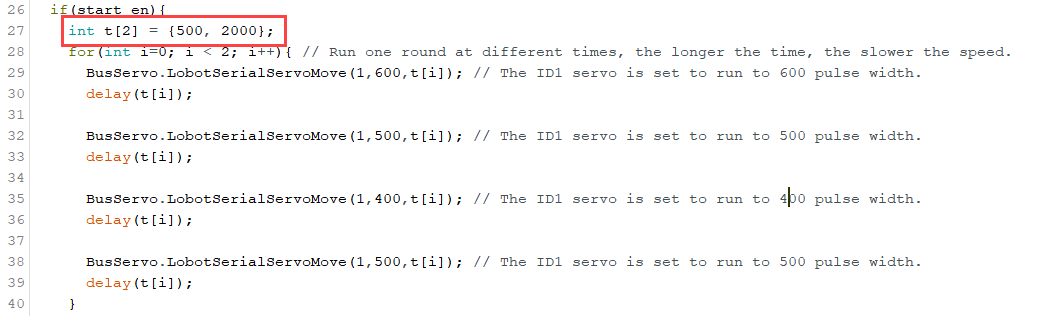 26 if(start en){
27 int t[2] = {500, 2000};
28 for(int i=0; i < 2; i++){ // Run one round at different times, the longer the time, the slower the speed.
29 BusServo.LobotSerialServoMove(1,600,t[i]); // The ID1 servo is set to run to 600 pulse width.
30 delay(t[i]);
31
32 BusServo.LobotSerialServoMove(1,500,t[i]); // The ID1 servo is set to run to 500 pulse width.
33 delay(t[i]);
34
35 BusServo.LobotSerialServoMove(1,400,t[i]); // The ID1 servo is set to run to 400 pulse width.
36 delay(t[i]);
37
38 BusServo.LobotSerialServoMove(1,500,t[i]); // The ID1 servo is set to run to 500 pulse width.
39 delay(t[i]);
40 }